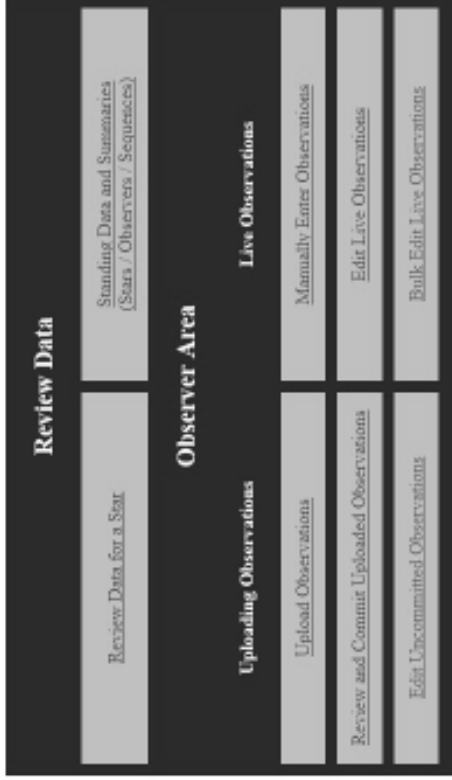 Review Data
Review Data for a Star
Standing Data and Summaries
(Stars / Observers / Sequences)
Observer Area
Uploading Observations
Live Observations
Upload Observations
Manually Enter Observations
Review and Commit Uploaded Observations
Edit Live Observations
Edit Uncommitted Observations
Bulk Edit Live Observations